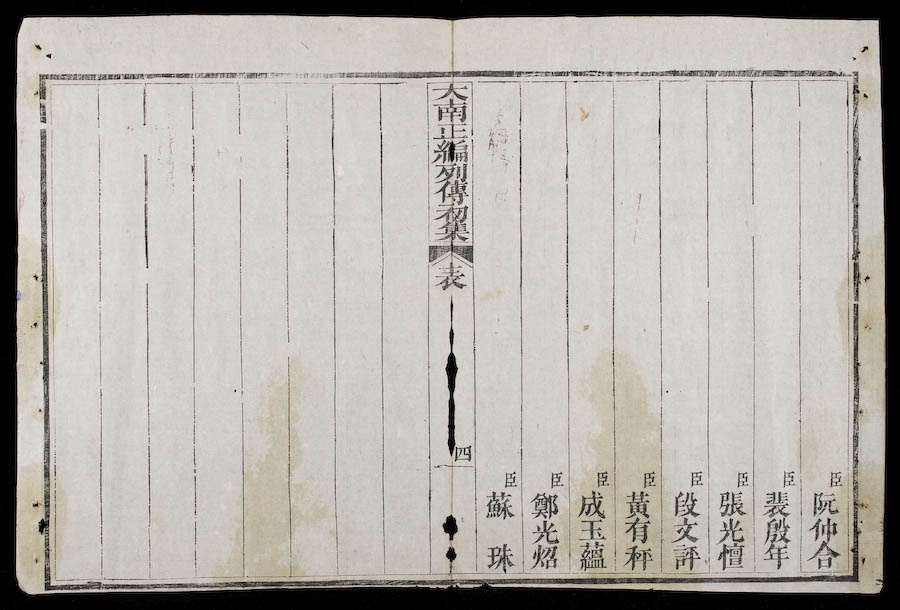 臣阮仲合
臣裴殷年
臣張光憻
臣段文評
臣黃有秤
臣成玉蘊
臣鄭光炤
臣蘇珠
大南正編列傳初集
表
四